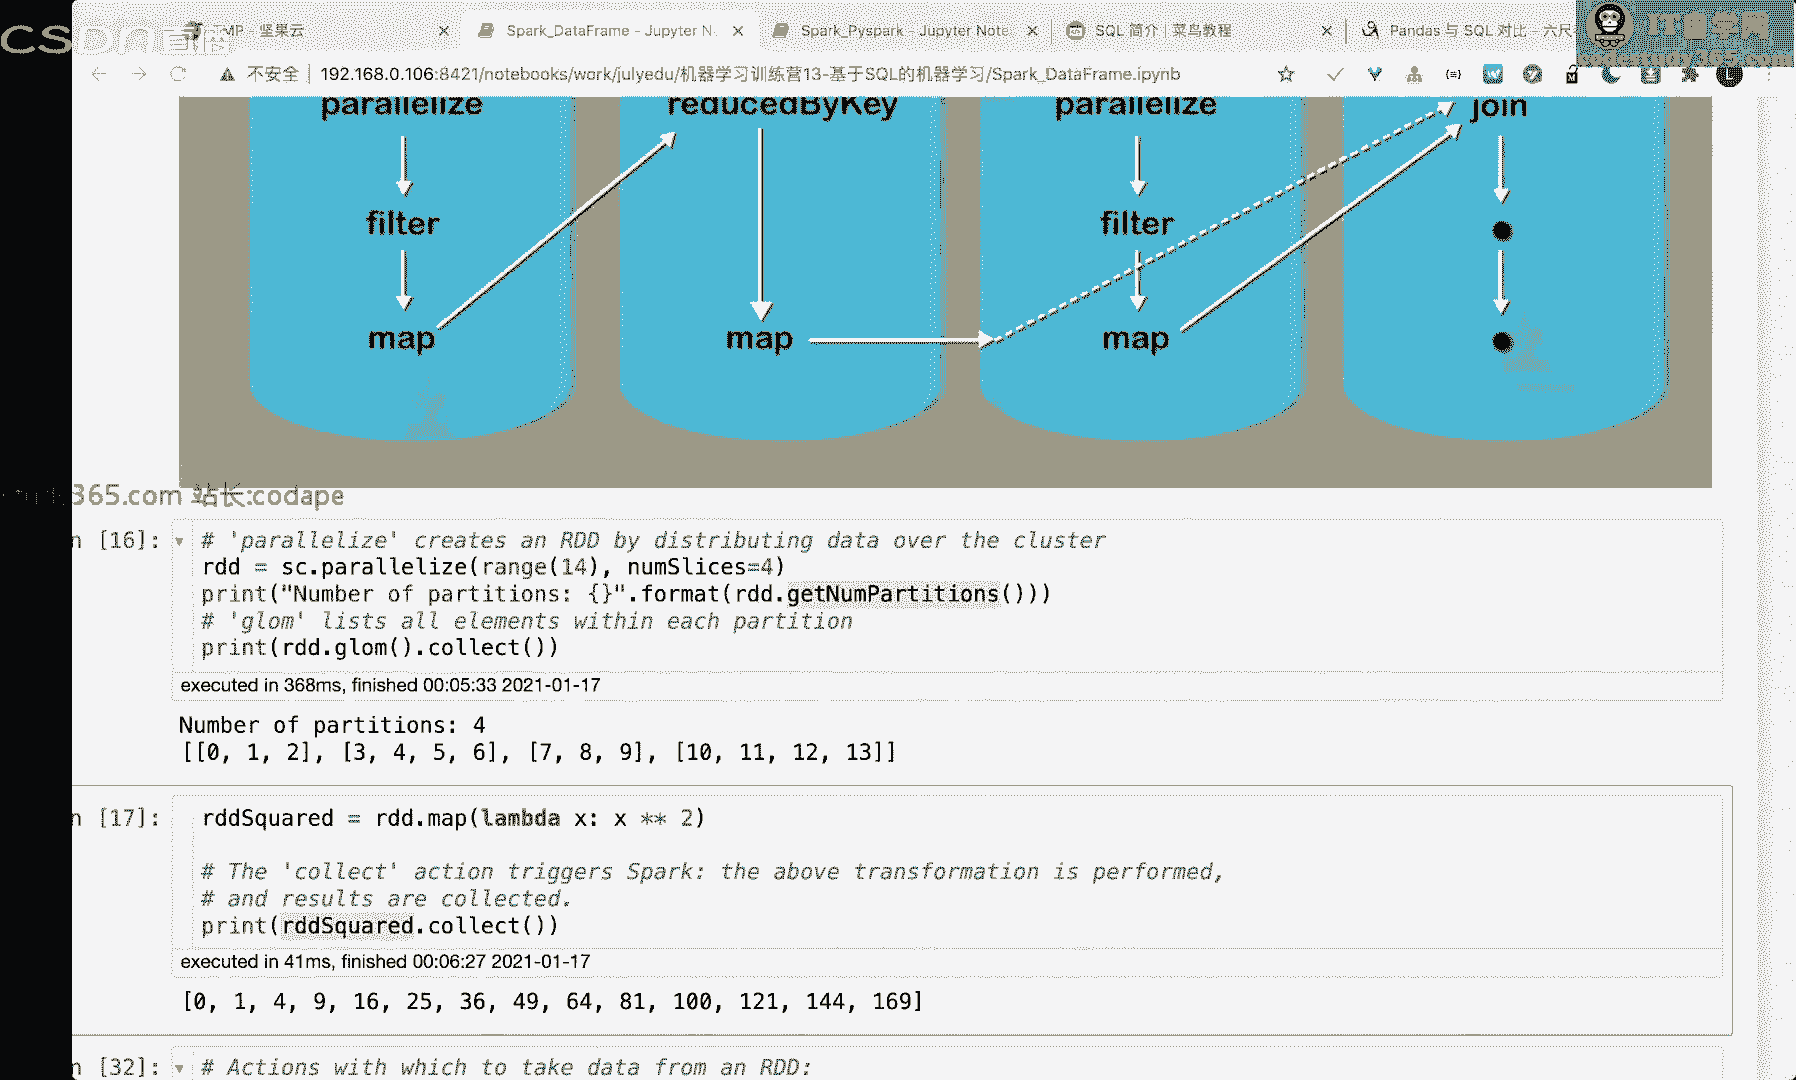 坚果云
Spark_DataFrame - Jupyter N
Spark_Pyspark - Jupyter Note
SQL 简介 | 菜鸟教程
Pandas 与 SQL 对比 - 六尺
不安全
192.168.0.106:8421/notebooks/work/julyedu/机器学习训练营13-基于SQL的机器学习/Spark_DataFrame.ipynb
parallelize
reducedByKey
parallelize
join
filter
filter
map
map
map
365.com 站长:codape
n [16]:
# 'parallelize' creates an RDD by distributing data over the cluster
rdd = sc.parallelize(range(14), numSlices=4)
print("Number of partitions: {}".format(rdd.getNumPartitions()))
# 'glom' lists all elements within each partition
print(rdd.glom().collect())
executed in 368ms, finished 00:05:33 2021-01-17
Number of partitions: 4
[[0, 1, 2], [3, 4, 5, 6], [7, 8, 9], [10, 11, 12, 13]]
n [17]:
rddSquared = rdd.map(lambda x: x ** 2)
# The 'collect' action triggers Spark: the above transformation is performed,
# and results are collected.
print(rddSquared.collect())
executed in 41ms, finished 00:06:27 2021-01-17
[0, 1, 4, 9, 16, 25, 36, 49, 64, 81, 100, 121, 144, 169]
n [32]:
# Actions with which to take data from an RDD: